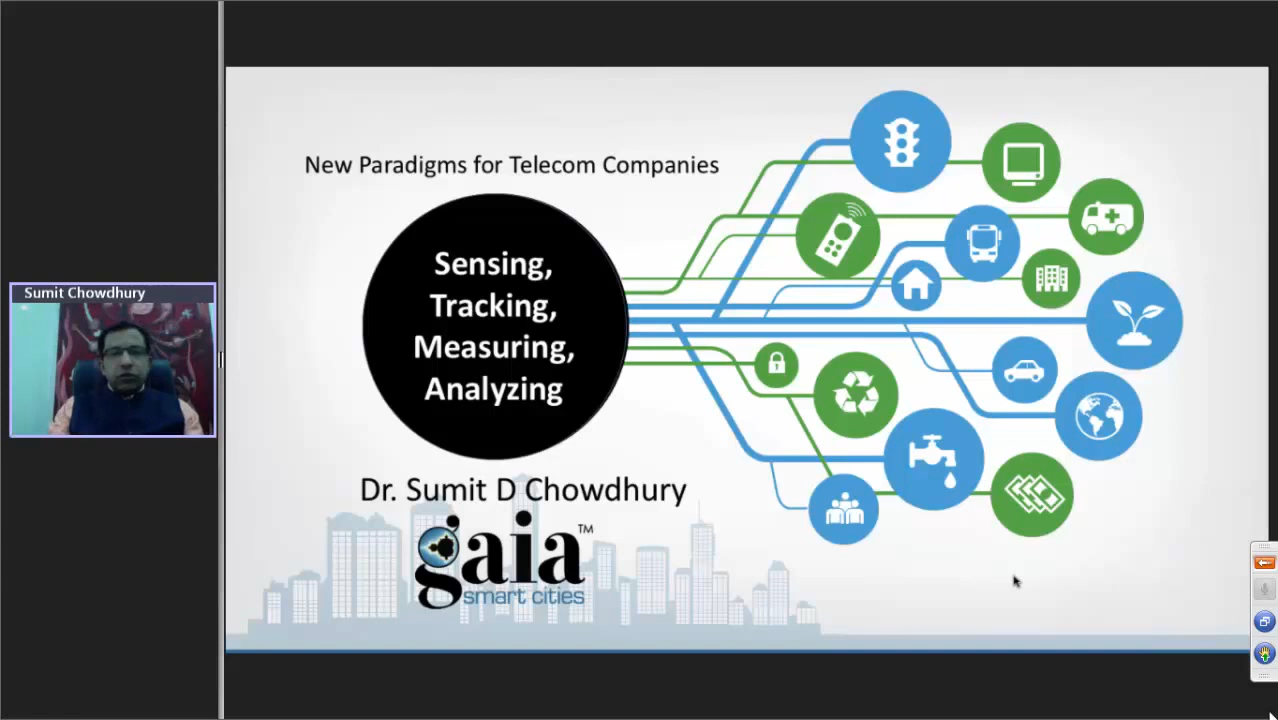 Sumit Chowdhury
New Paradigms for Telecom Companies
Sensing,
Tracking,
Measuring,
Analyzing
Dr. Sumit D Chowdhury
gaia™
smart cities